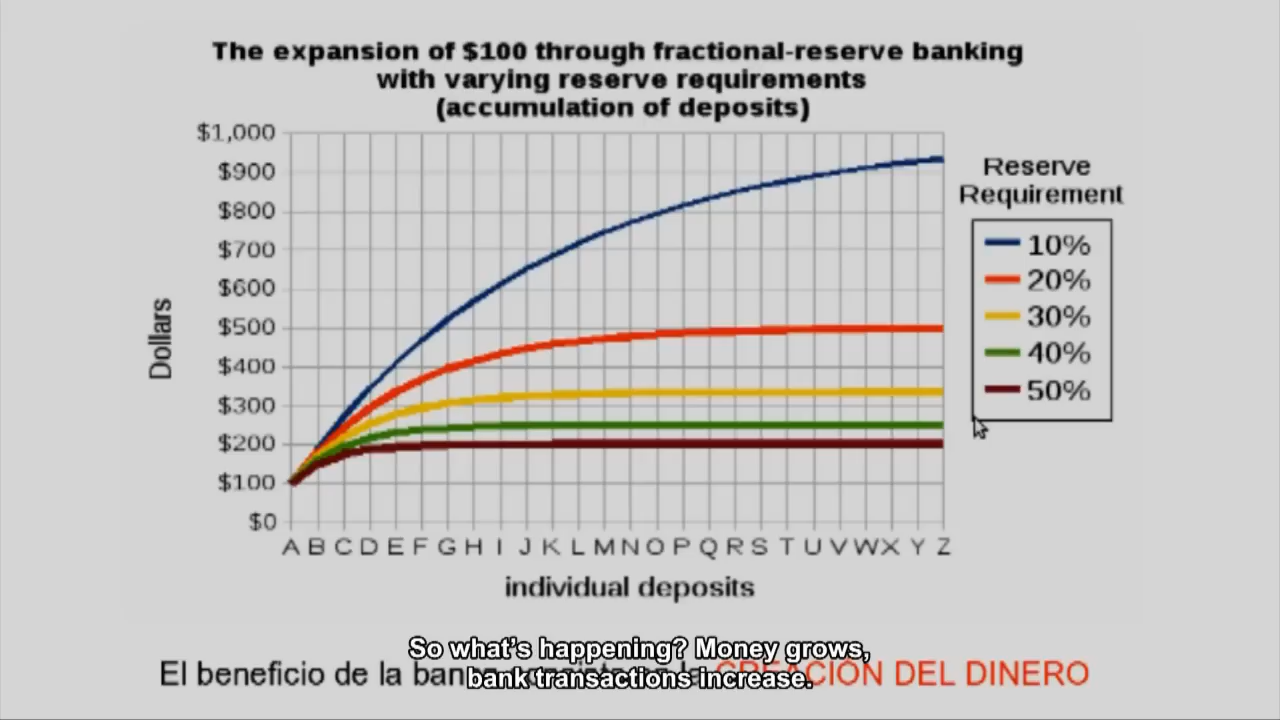 The expansion of $100 through fractional-reserve banking
with varying reserve requirements
(accumulation of deposits)
$1,000
$900
$800
$700
$600
$500
$400
$300
$200
$100
$0
Dollars
A B C D E F G H I J K L M N O P Q R S T U V W X Y Z
individual deposits
Reserve
Requirement
10%
20%
30%
40%
50%
So what's happening? Money grows,
bank transactions increase.
El beneficio de la DEL DINERO